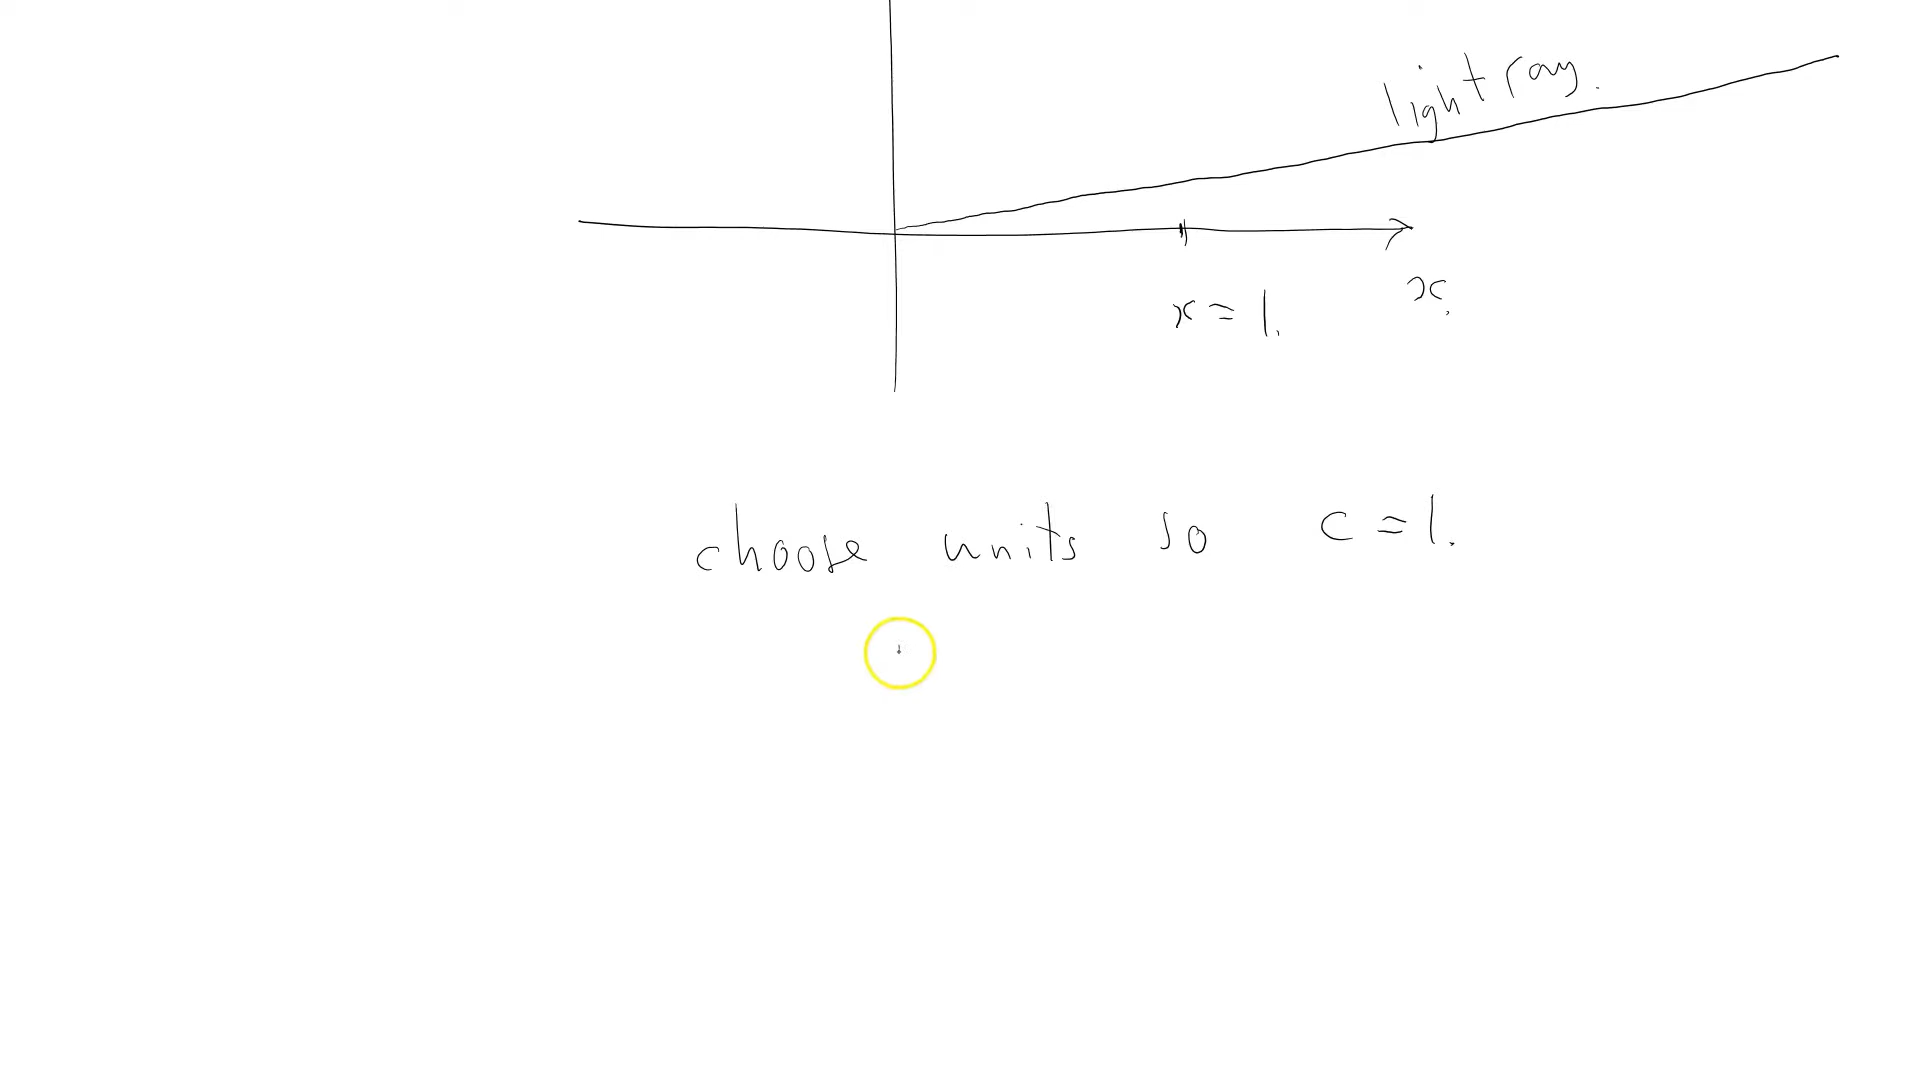 light ray.
x = 1.
x.
choose units so c = 1.